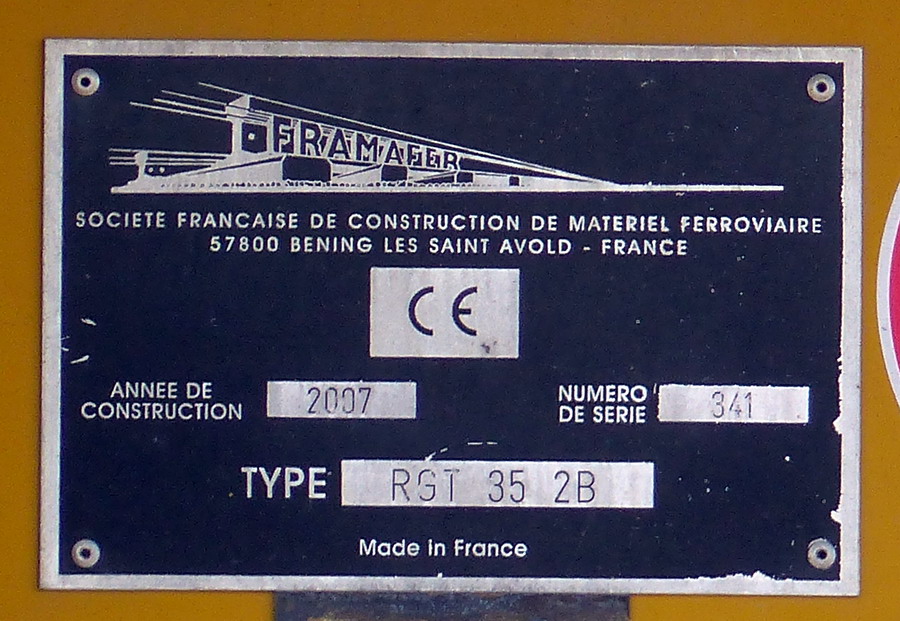 FRAMAFER
SOCIETE FRANCAISE DE CONSTRUCTION DE MATERIEL FERROVIAIRE
57800 BENING LES SAINT AVOLD - FRANCE
CE
ANNEE DE
CONSTRUCTION
2007
NUMERO
DE SERIE
341
TYPE
RGT 35 2B
Made in France